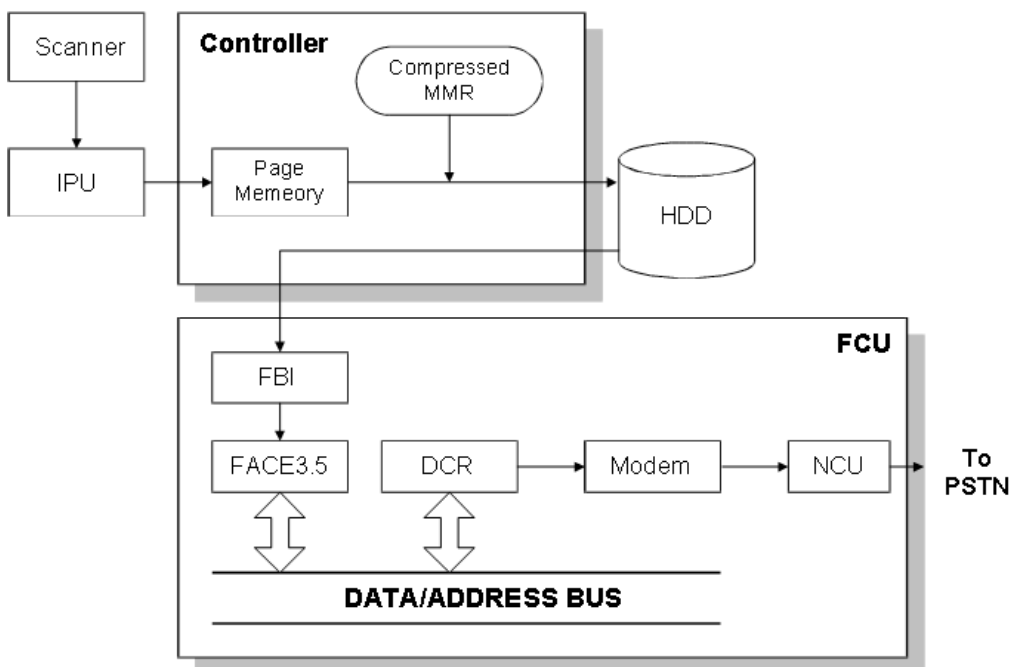 Scanner
Controller
Compressed
MMR
IPU
Page
Memeory
HDD
FCU
FBI
FACE3.5
DCR
Modem
NCU
To
PSTN
DATA/ADDRESS BUS